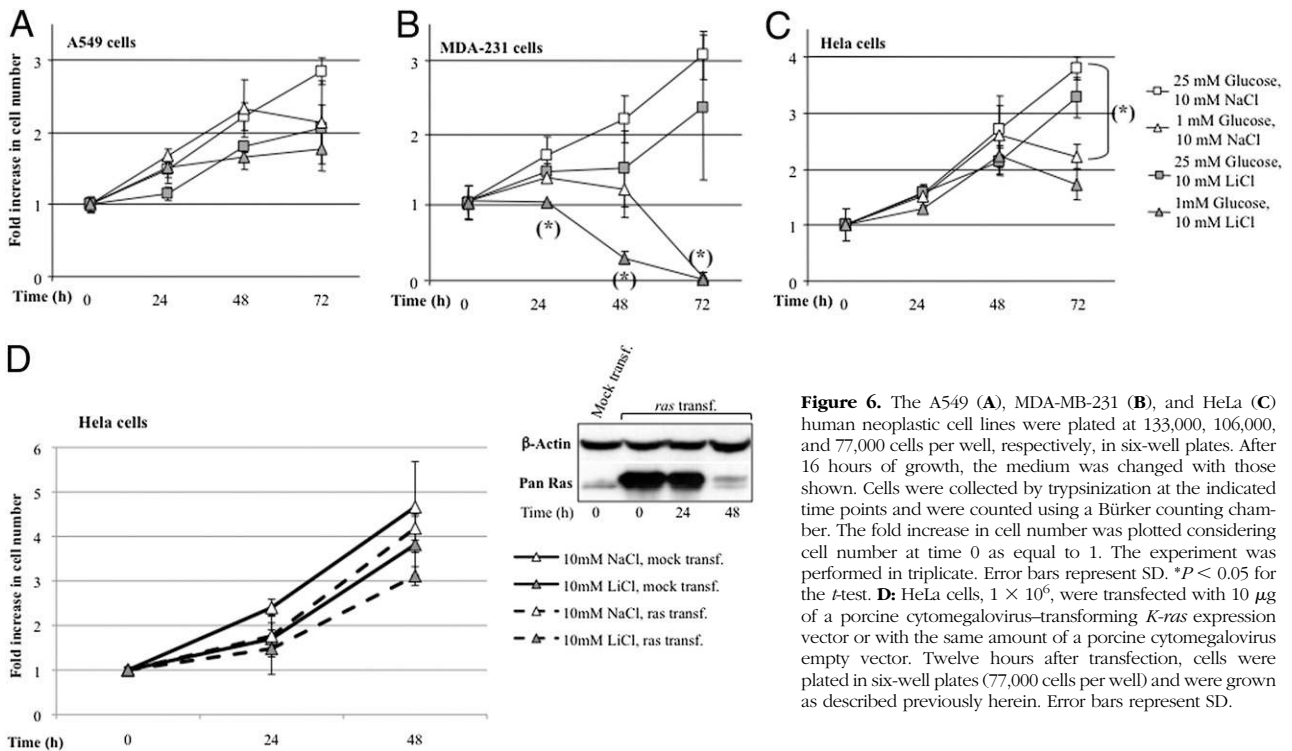 A
A549 cells
Fold increase in cell number
3
2
1
0
Time (h)
0 24 48 72
B
MDA-231 cells
3
2
1
0
(*)
(*)
(*)
Time (h)
0 24 48 72
C
Hela cells
4
3
2
1
0
(*)
Time (h)
0 24 48 72
25 mM Glucose,
10 mM NaCl
1 mM Glucose,
10 mM NaCl
25 mM Glucose,
10 mM LiCl
1mM Glucose,
10 mM LiCl
D
Hela cells
Fold increase in cell number
6
5
4
3
2
1
0
Time (h)
0 24 48
Mock transf.
ras transf.
β-Actin
Pan Ras
Time (h) 0 0 24 48
10mM NaCl, mock transf.
10mM LiCl, mock transf.
10mM NaCl, ras transf.
10mM LiCl, ras transf.
Figure 6. The A549 (A), MDA-MB-231 (B), and HeLa (C)
human neoplastic cell lines were plated at 133,000, 106,000,
and 77,000 cells per well, respectively, in six-well plates. After
16 hours of growth, the medium was changed with those
shown. Cells were collected by trypsinization at the indicated
time points and were counted using a Bürker counting cham-
ber. The fold increase in cell number was plotted considering
cell number at time 0 as equal to 1. The experiment was
performed in triplicate. Error bars represent SD. *P < 0.05 for
the t-test. D: HeLa cells, 1 × 10⁶, were transfected with 10 μg
of a porcine cytomegalovirus–transforming K-ras expression
vector or with the same amount of a porcine cytomegalovirus
empty vector. Twelve hours after transfection, cells were
plated in six-well plates (77,000 cells per well) and were grown
as described previously herein. Error bars represent SD.